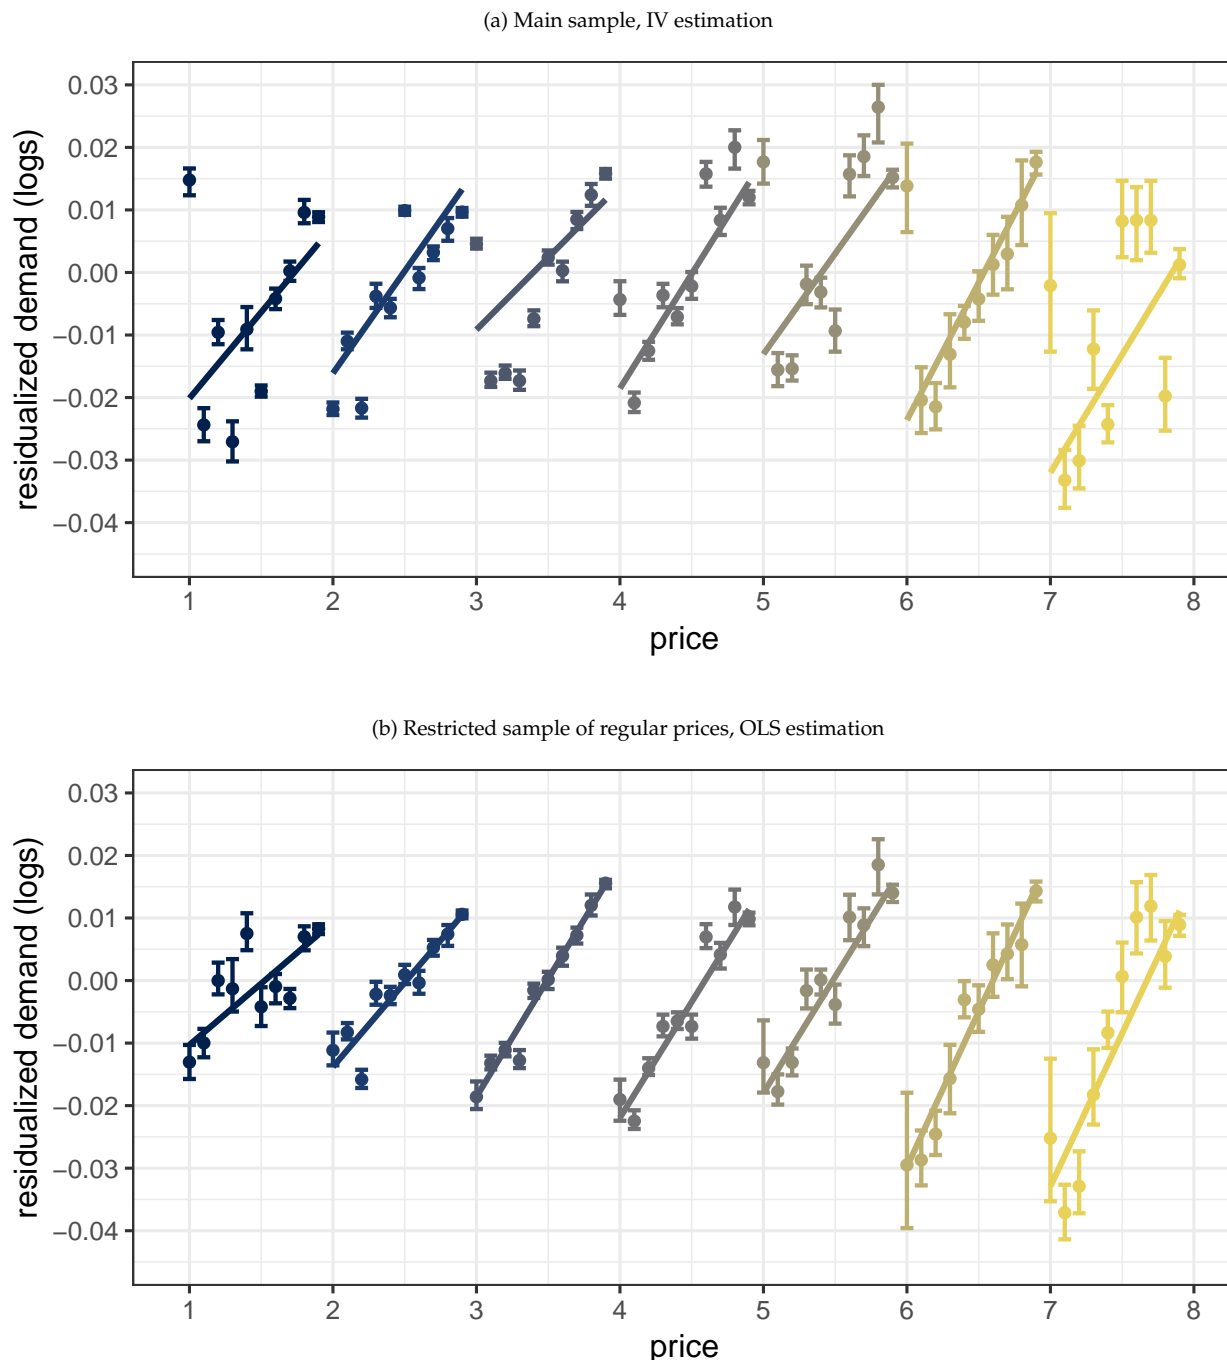 (a) Main sample, IV estimation
residualized demand (logs)
0.03
0.02
0.01
0.00
−0.01
−0.02
−0.03
−0.04
1 2 3 4 5 6 7 8
price
(b) Restricted sample of regular prices, OLS estimation
residualized demand (logs)
0.03
0.02
0.01
0.00
−0.01
−0.02
−0.03
−0.04
1 2 3 4 5 6 7 8
price